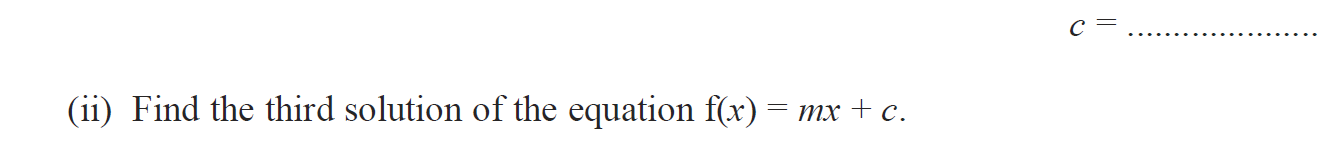 c = .....................
(ii) Find the third solution of the equation f(x) = mx + c.